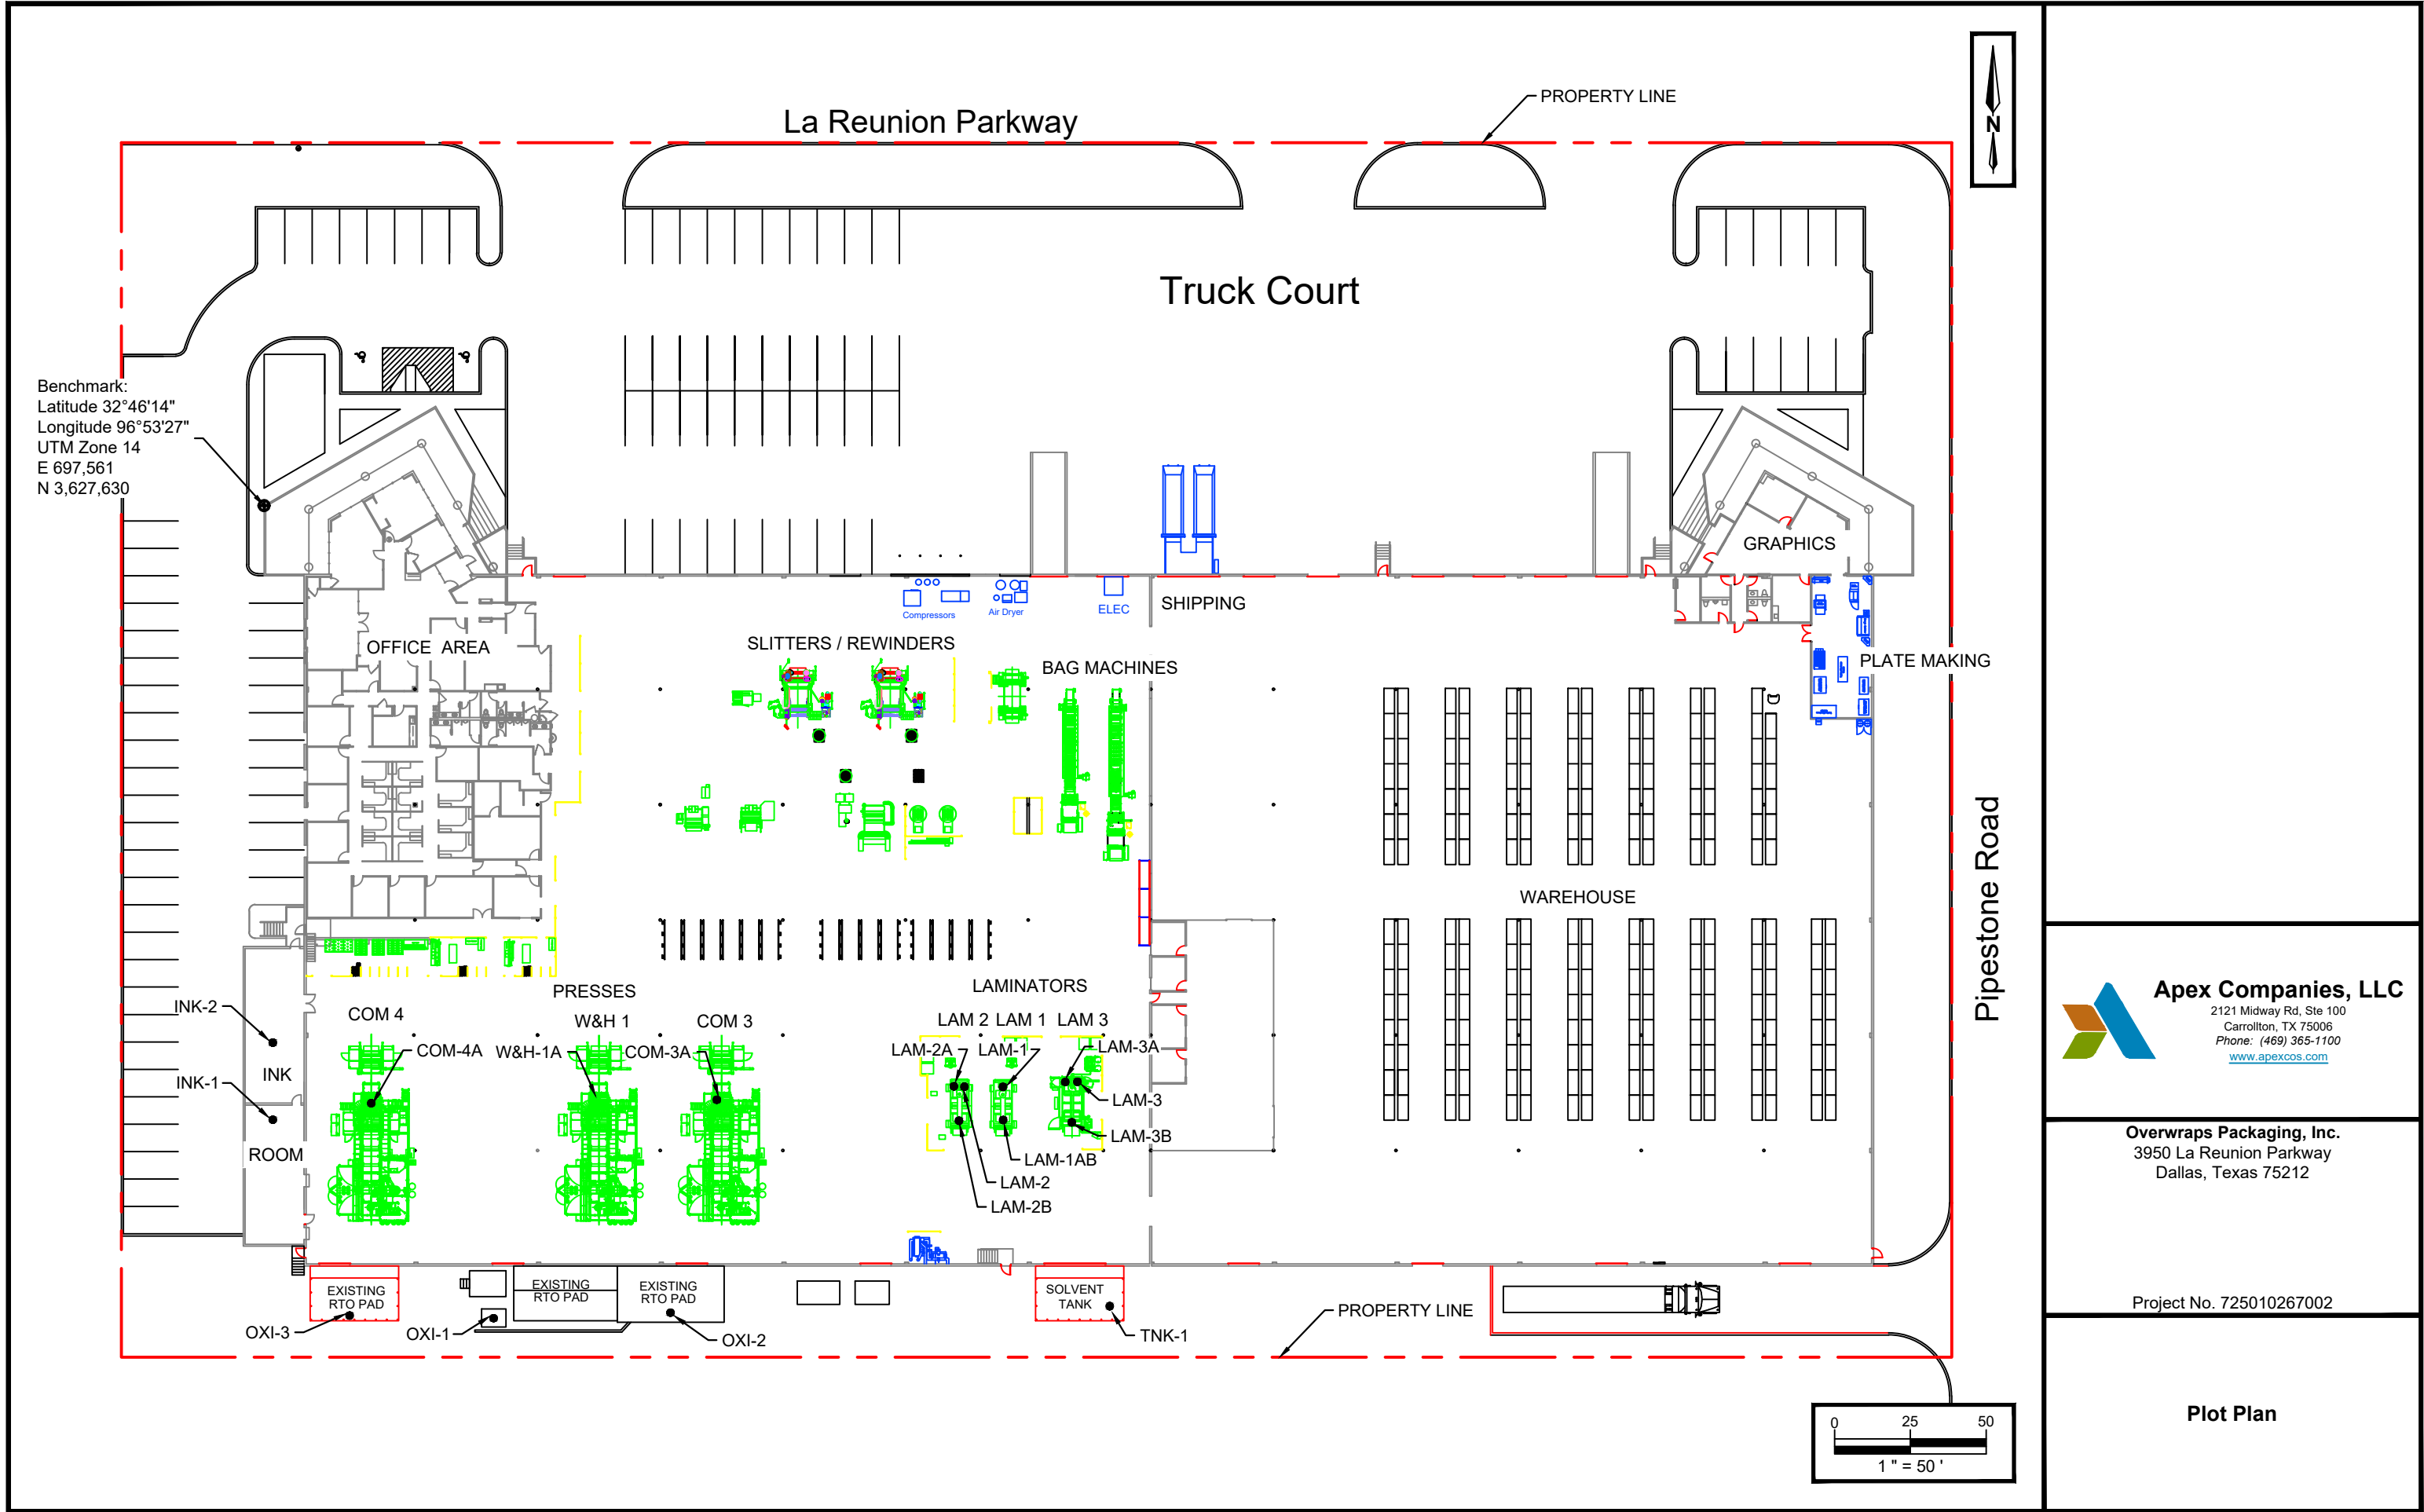 La Reunion Parkway
PROPERTY LINE
N
Truck Court
Benchmark:
Latitude 32°46'14"
Longitude 96°53'27"
UTM Zone 14
E 697,561
N 3,627,630
GRAPHICS
Compressors
Air Dryer
ELEC
SHIPPING
OFFICE AREA
SLITTERS / REWINDERS
BAG MACHINES
PLATE MAKING
D
Pipestone Road
WAREHOUSE
PRESSES
LAMINATORS
INK-2
COM 4
W&H 1
COM 3
LAM 2
LAM 1
LAM 3
COM-4A
W&H-1A
COM-3A
LAM-2A
LAM-1
LAM-3A
INK-1
INK
ROOM
LAM-3
LAM-3B
LAM-1AB
LAM-2
LAM-2B
EXISTING
RTO PAD
EXISTING
RTO PAD
EXISTING
RTO PAD
SOLVENT
TANK
PROPERTY LINE
OXI-3
OXI-1
OXI-2
TNK-1
0 25 50
1 " = 50 '
Apex Companies, LLC
2121 Midway Rd, Ste 100
Carrollton, TX 75006
Phone: (469) 365-1100
www.apexcos.com
Overwraps Packaging, Inc.
3950 La Reunion Parkway
Dallas, Texas 75212
Project No. 725010267002
Plot Plan